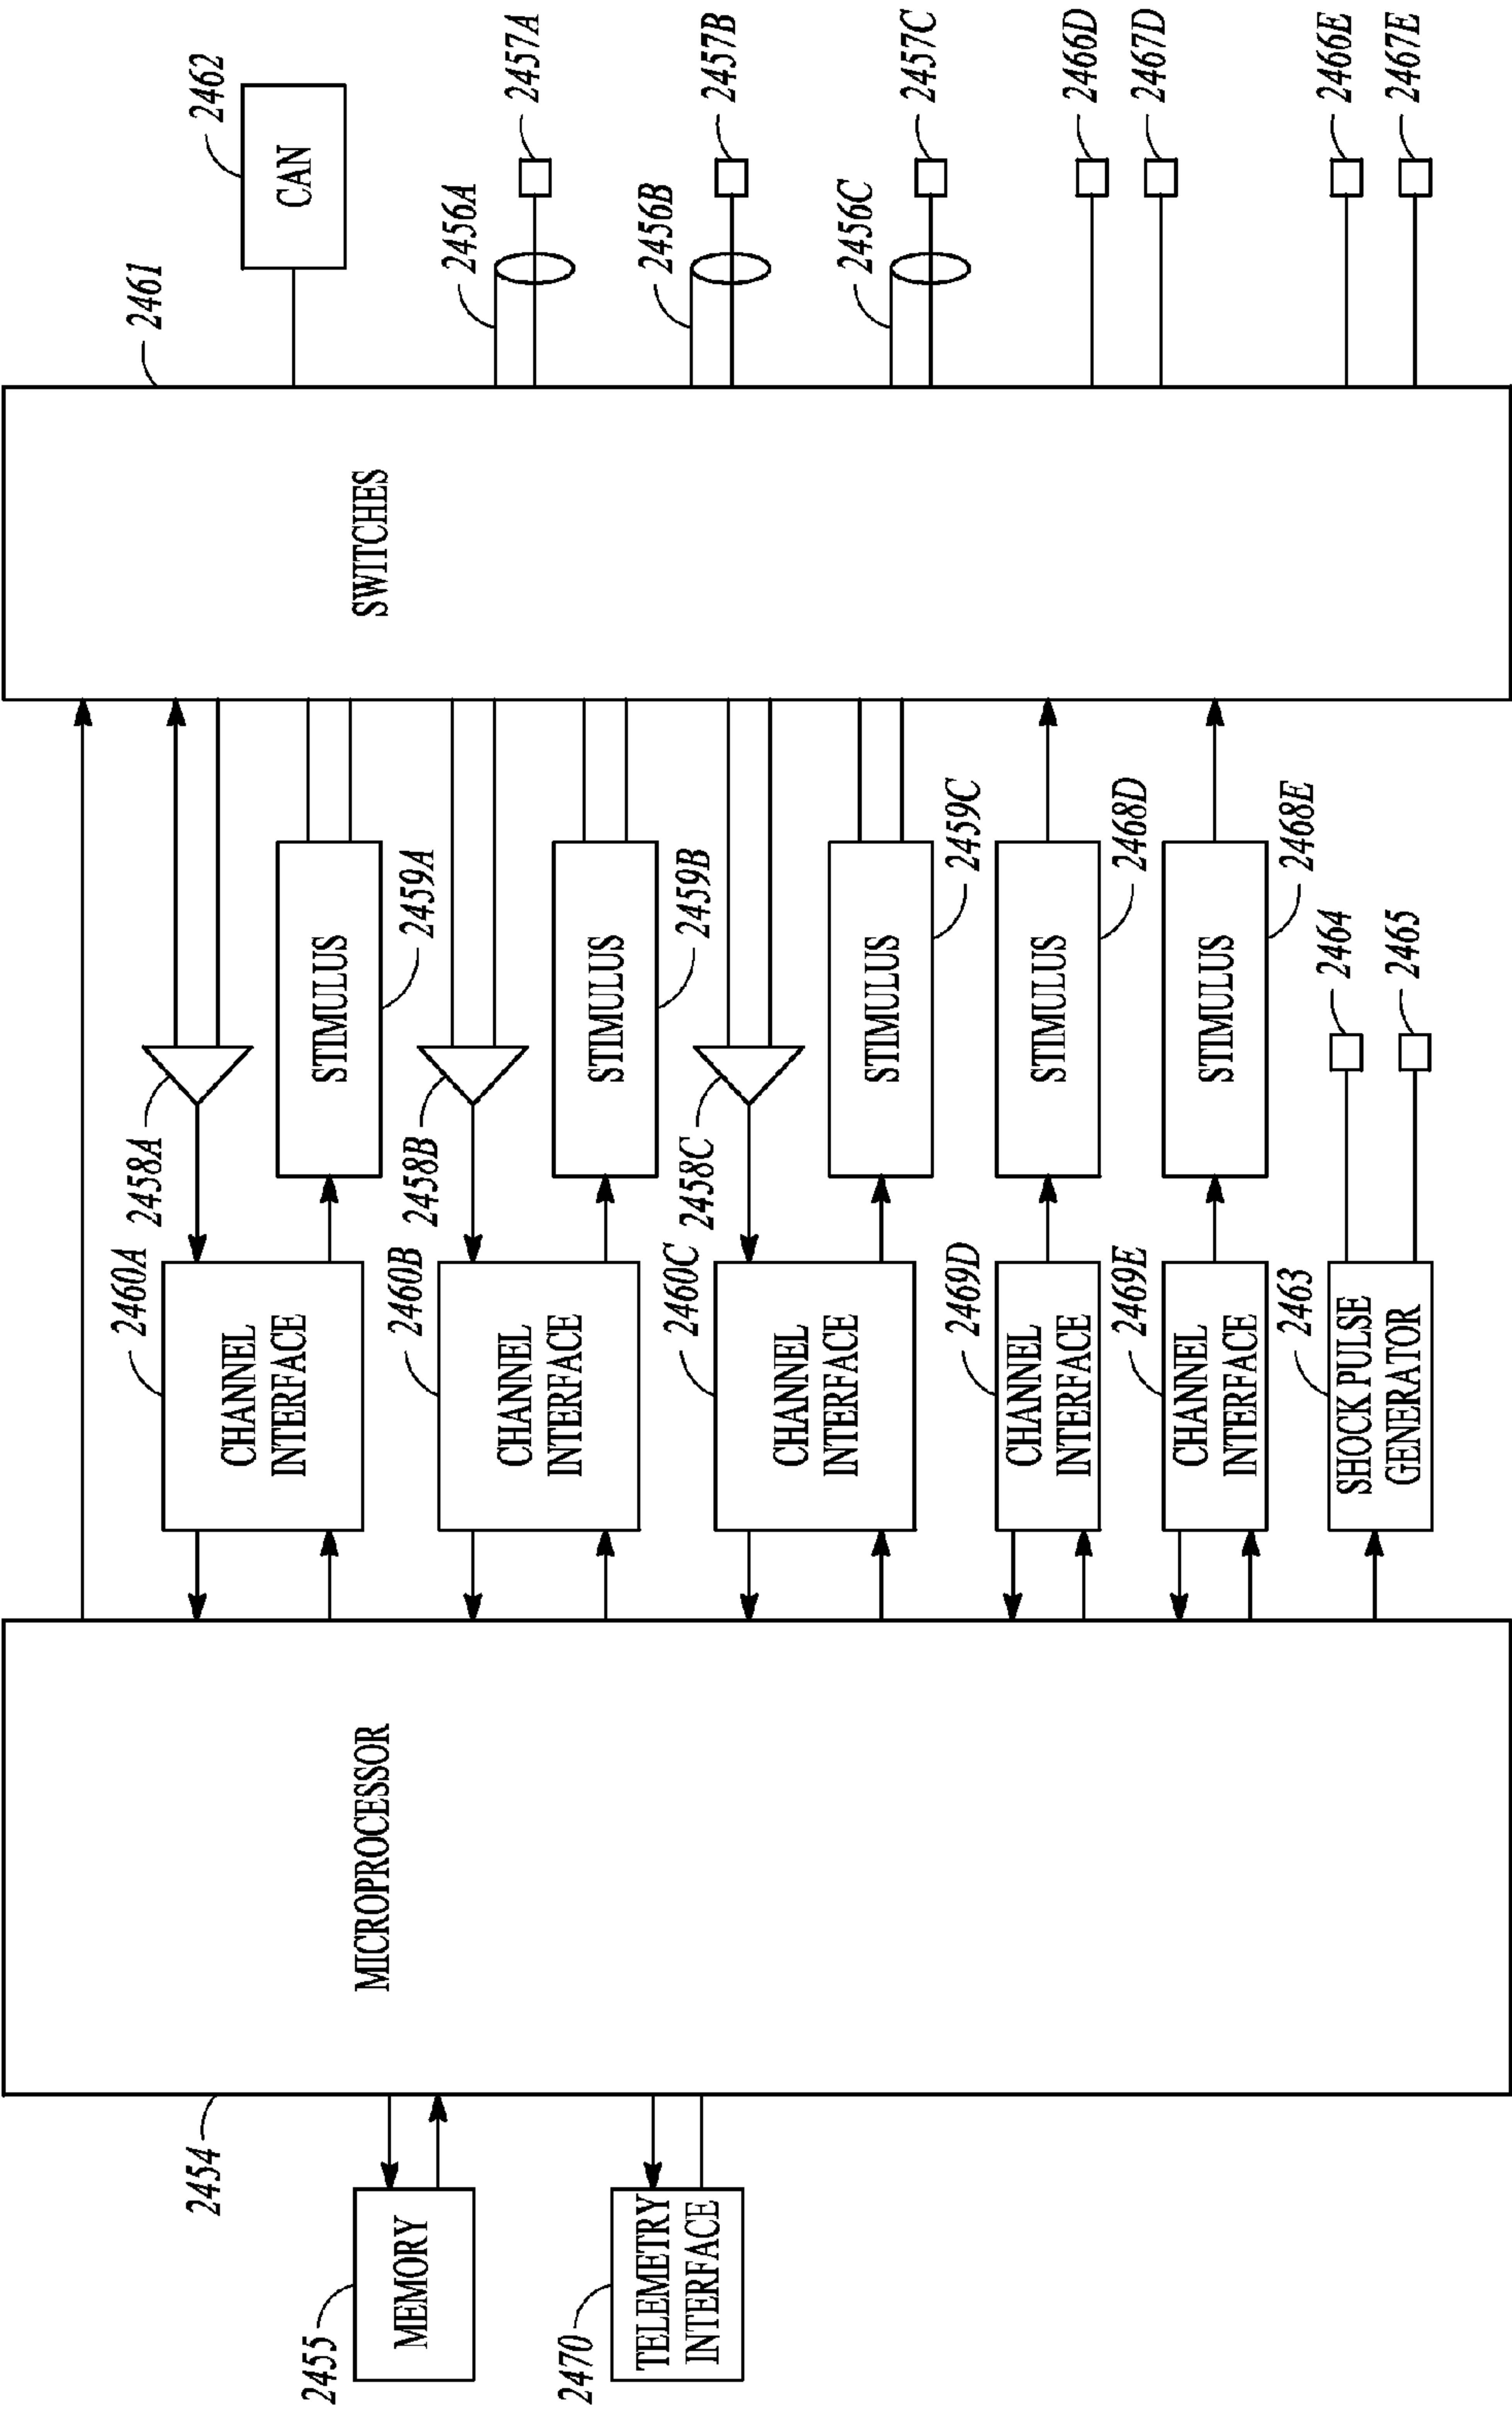 2462
CAN
2461
2456A
2457A
2456B
2457B
2456C
2457C
2466D
2467D
2466E
2467E
SWITCHES
2458A
STIMULUS
2459A
2458B
STIMULUS
2459B
2458C
STIMULUS
2459C
STIMULUS
2468D
STIMULUS
2468E
2464
2465
2460A
CHANNEL
INTERFACE
2460B
CHANNEL
INTERFACE
2460C
CHANNEL
INTERFACE
2469D
CHANNEL
INTERFACE
2469E
CHANNEL
INTERFACE
2463
SHOCK PULSE
GENERATOR
MICROPROCESSOR
2454
2455
MEMORY
2470
TELEMETRY
INTERFACE